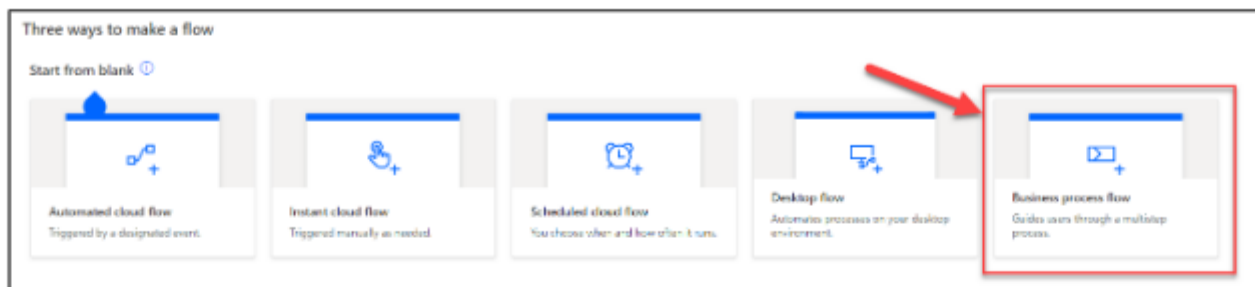 Three ways to make a flow
Start from blank
Automated cloud flow
Triggered by a designated event.
Instant cloud flow
Triggered manually as needed.
Scheduled cloud flow
You choose when and how often it runs.
Desktop flow
Automates processes on your desktop
environment.
Business process flow
Guides users through a multistep
process.